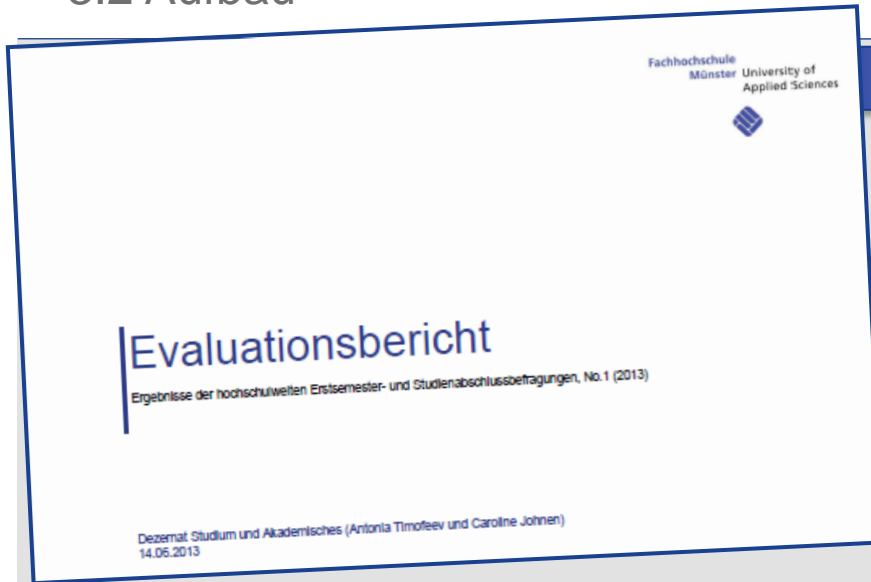 Aufbau
Fachhochschule
Münster University of
Applied Sciences
Evaluationsbericht
Ergebnisse der hochschulweiten Erstsemester- und Studienabschlussbefragungen, No.1 (2013)
Dezernat Studium und Akademisches (Antonia Timofeev und Caroline Johnen)
14.06.2013